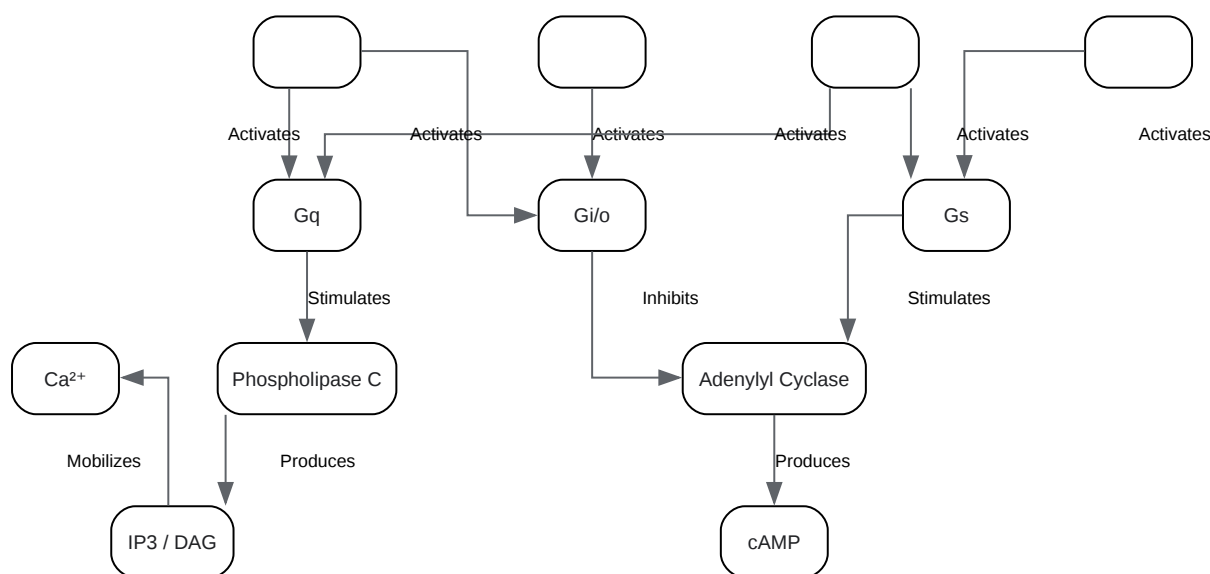 Activates
Activates
Activates
Activates
Activates
Activates
Gq
Gi/o
Gs
Stimulates
Inhibits
Stimulates
Ca²⁺
Phospholipase C
Adenylyl Cyclase
Mobilizes
Produces
Produces
IP3 / DAG
cAMP